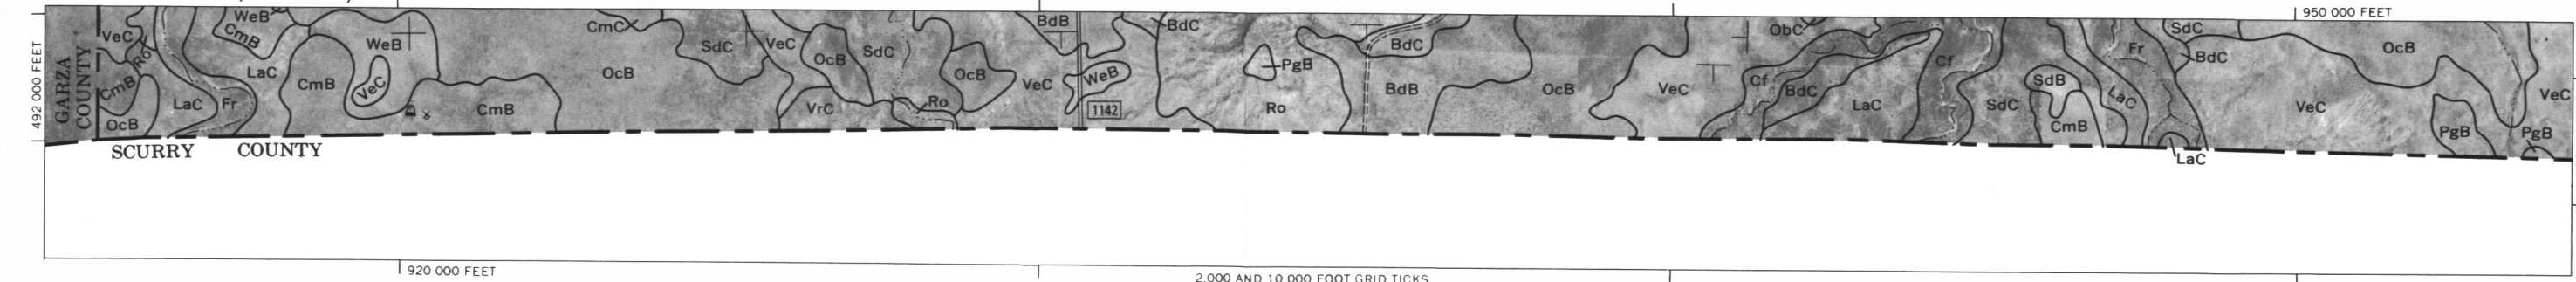 950 000 FEET
492 000 FEET
GARZA
COUNTY
VeC
Ro
CmB
OcB
WeB
CmB
LaC
LaC
Fr
CmB
WeB
VeC
CmB
CmC
OcB
SdC
VeC
OcB
SdC
VrC
OcB
Ro
VeC
BdB
WeB
1142
BdC
PgB
Ro
BdC
BdB
OcB
VeC
ObC
Cf
BdC
LaC
Cf
SdC
SdB
CmB
Fr
LaC
SdC
BdC
LaC
VeC
OcB
PgB
VeC
PgB
SCURRY COUNTY
920 000 FEET
2,000 AND 10,000 FOOT GRID TICKS